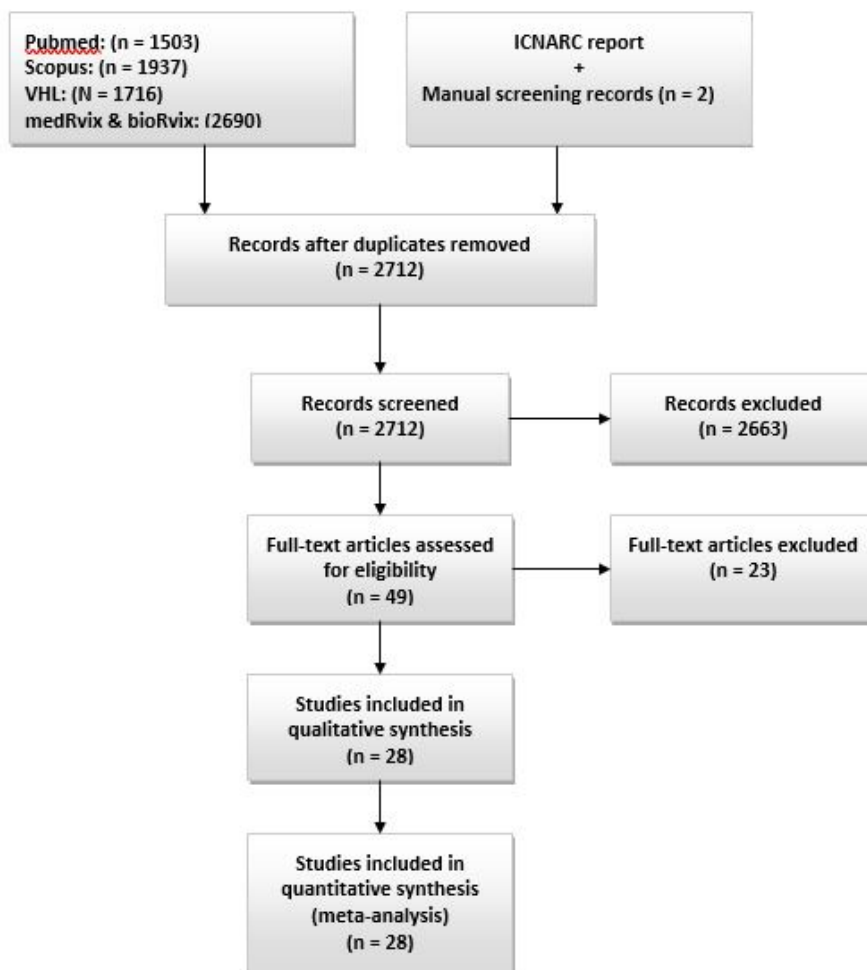 Pubmed: (n = 1503)
Scopus: (n = 1937)
VHL: (N = 1716)
medRvix & bioRvix: (2690)
ICNARC report
+
Manual screening records (n = 2)
Records after duplicates removed
(n = 2712)
Records screened
(n = 2712)
Records excluded
(n = 2663)
Full-text articles assessed
for eligibility
(n = 49)
Full-text articles excluded
(n = 23)
Studies included in
qualitative synthesis
(n = 28)
Studies included in
quantitative synthesis
(meta-analysis)
(n = 28)